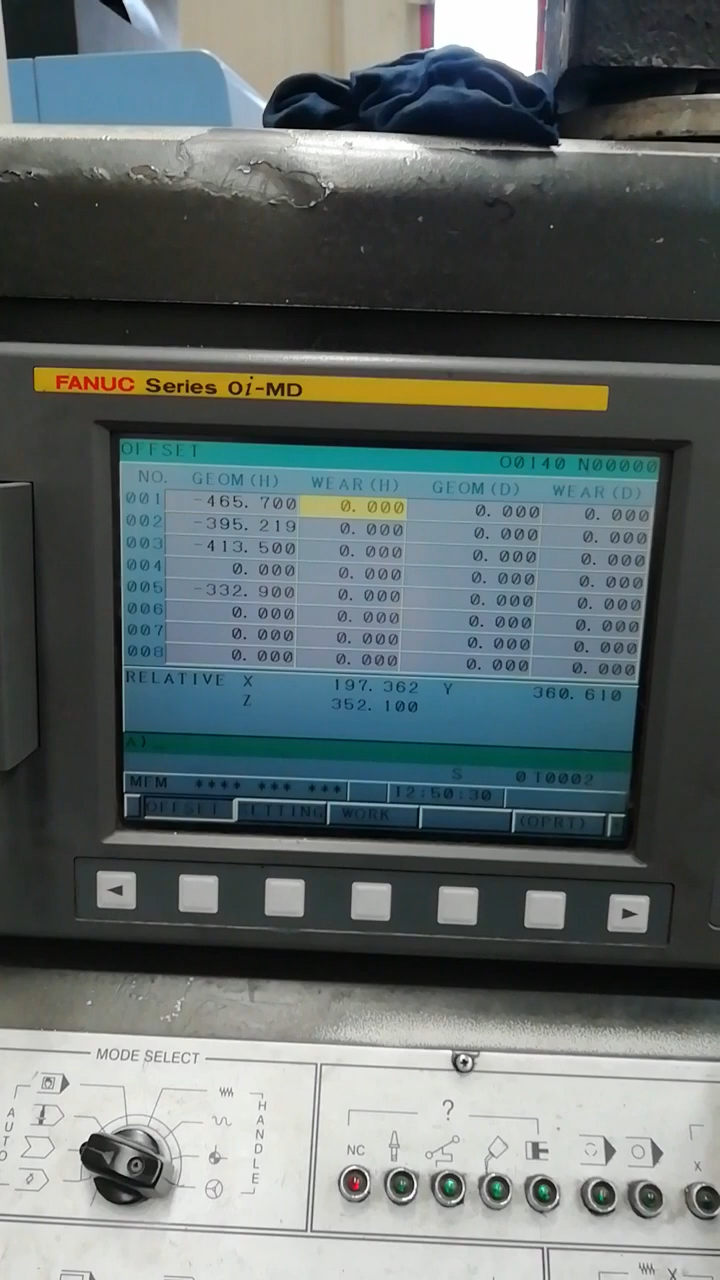 FANUC Series 0i-MD
OFFSET O0140 N00000
NO. GEOM(H) WEAR(H) GEOM(D) WEAR(D)
001 -465.700 0.000 0.000 0.000
002 -395.219 0.000 0.000 0.000
003 -413.500 0.000 0.000 0.000
004 0.000 0.000 0.000 0.000
005 -332.900 0.000 0.000 0.000
006 0.000 0.000 0.000 0.000
007 0.000 0.000 0.000 0.000
008 0.000 0.000 0.000 0.000
RELATIVE X 197.362 Y 360.610
Z 352.100
A)
S 0 T0002
MEM **** *** *** 12:50:30
OFFSET SETTING WORK (OPRT)
MODE SELECT
AUTO
HANDLE
?
NC
X
X